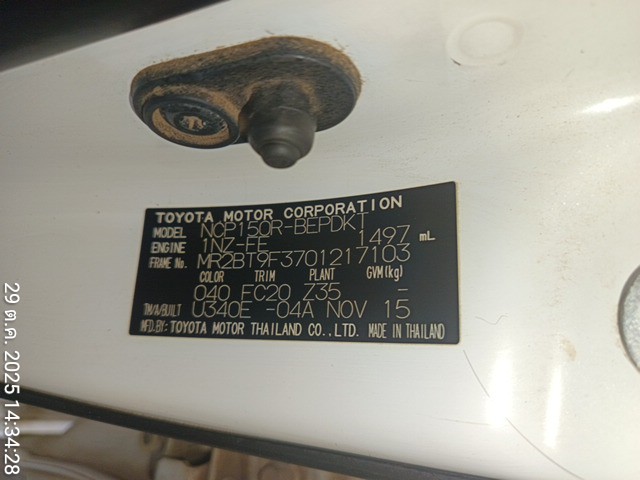 TOYOTA MOTOR CORPORATION
MODEL NCP150R-BEPDKT
ENGINE 1NZ-FE 1497 mL
FRAME No. MR2BT9F3701217103
COLOR TRIM PLANT GVM(kg)
040 FC20 Z35 -
TM/A/BUILT U340E -04A NOV 15
MFD.BY: TOYOTA MOTOR THAILAND CO.,LTD. MADE IN THAILAND
29 ต.ค. 2025 14:34:28